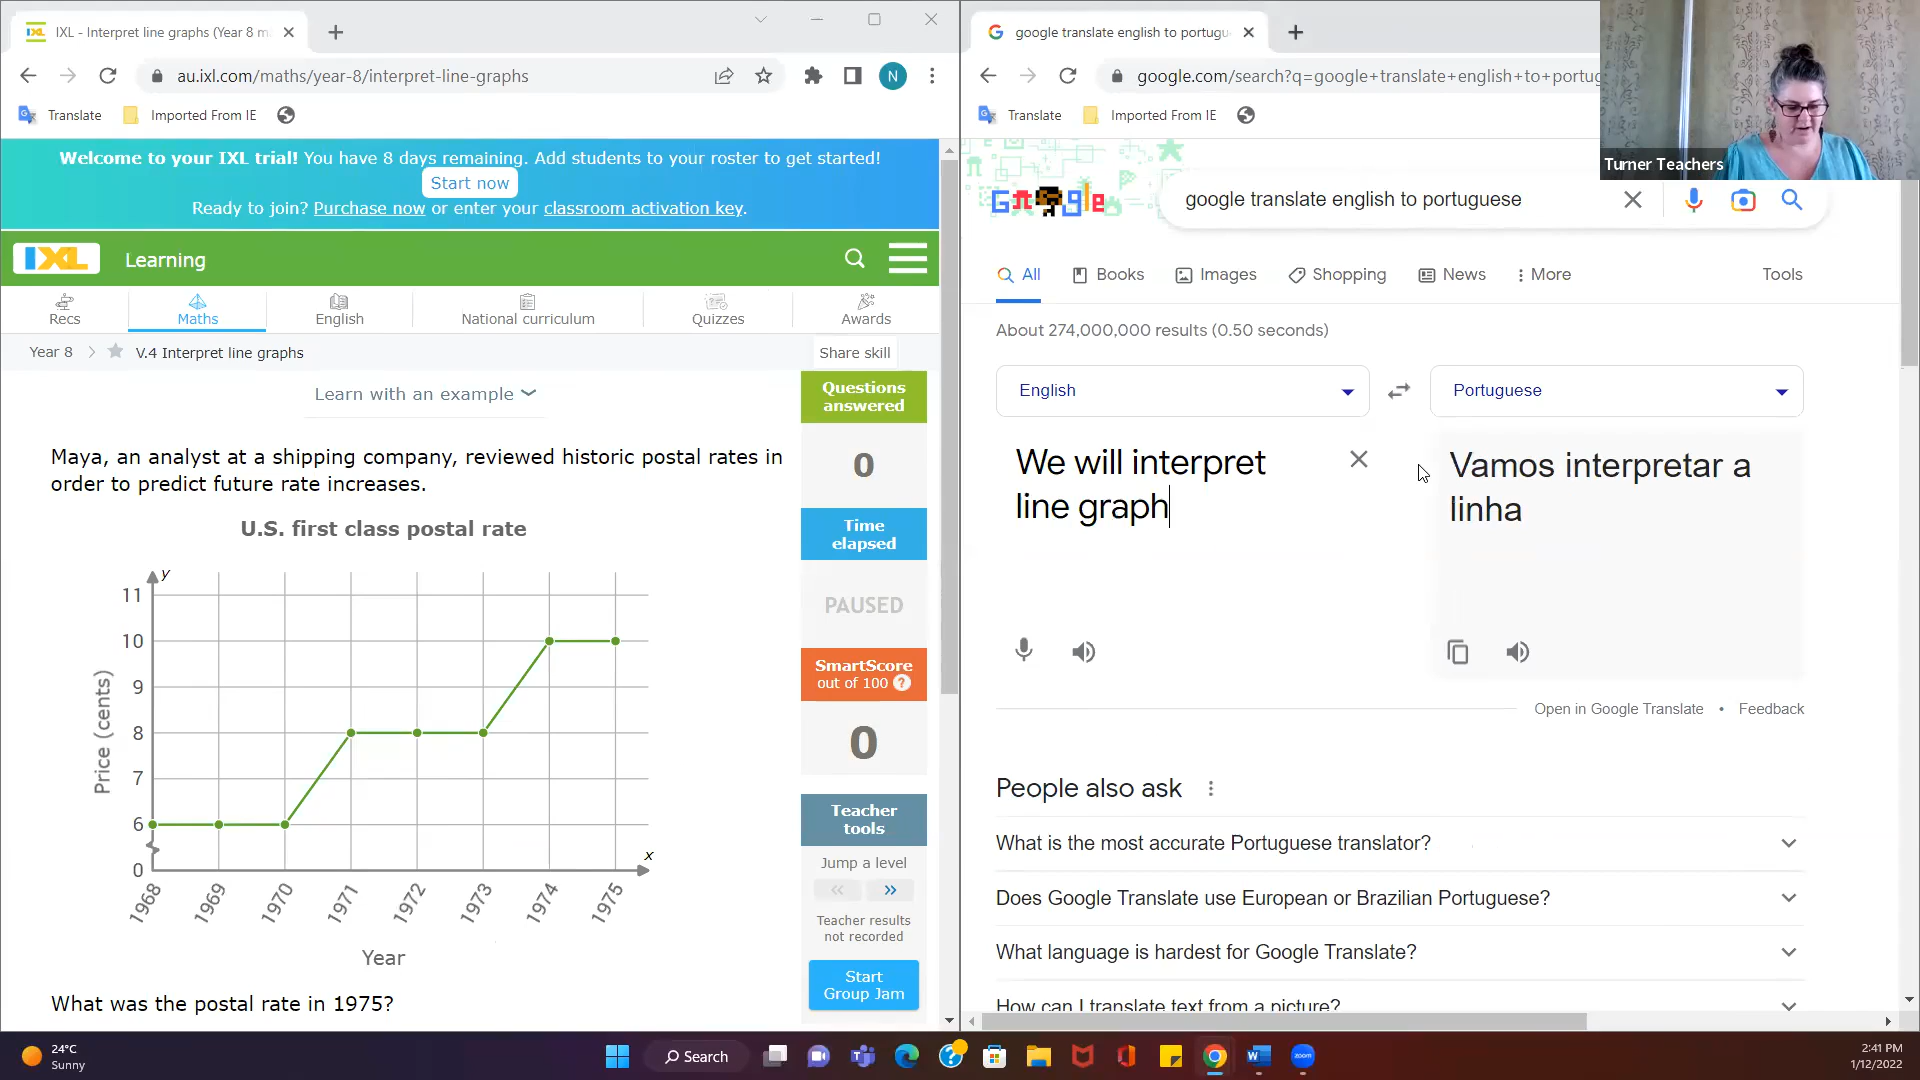 IXL - Interpret line graphs (Year 8 m
au.ixl.com/maths/year-8/interpret-line-graphs
N
Translate
Imported From IE
Welcome to your IXL trial! You have 8 days remaining. Add students to your roster to get started!
Start now
Ready to join? Purchase now or enter your classroom activation key.
IXL
Learning
Recs
Maths
English
National curriculum
Quizzes
Awards
Year 8
V.4 Interpret line graphs
Share skill
Learn with an example
Questions
answered
0
Time
elapsed
PAUSED
SmartScore
out of 100 ?
0
Teacher
tools
Jump a level
<< >>
Teacher results
not recorded
Start
Group Jam
Maya, an analyst at a shipping company, reviewed historic postal rates in
order to predict future rate increases.
U.S. first class postal rate
y
11
10
9
8
7
6
0
x
Price (cents)
1968 1969 1970 1971 1972 1973 1974 1975
Year
What was the postal rate in 1975?
google translate english to portugu
google.com/search?q=google+translate+english+to+portug
Translate
Imported From IE
Turner Teachers
Google
google translate english to portuguese
All
Books
Images
Shopping
News
More
Tools
About 274,000,000 results (0.50 seconds)
English
Portuguese
We will interpret
line graph
Vamos interpretar a
linha
Open in Google Translate • Feedback
People also ask
What is the most accurate Portuguese translator?
Does Google Translate use European or Brazilian Portuguese?
What language is hardest for Google Translate?
How can I translate text from a picture?
24°C
Sunny
Search
zoom
2:41 PM
1/12/2022